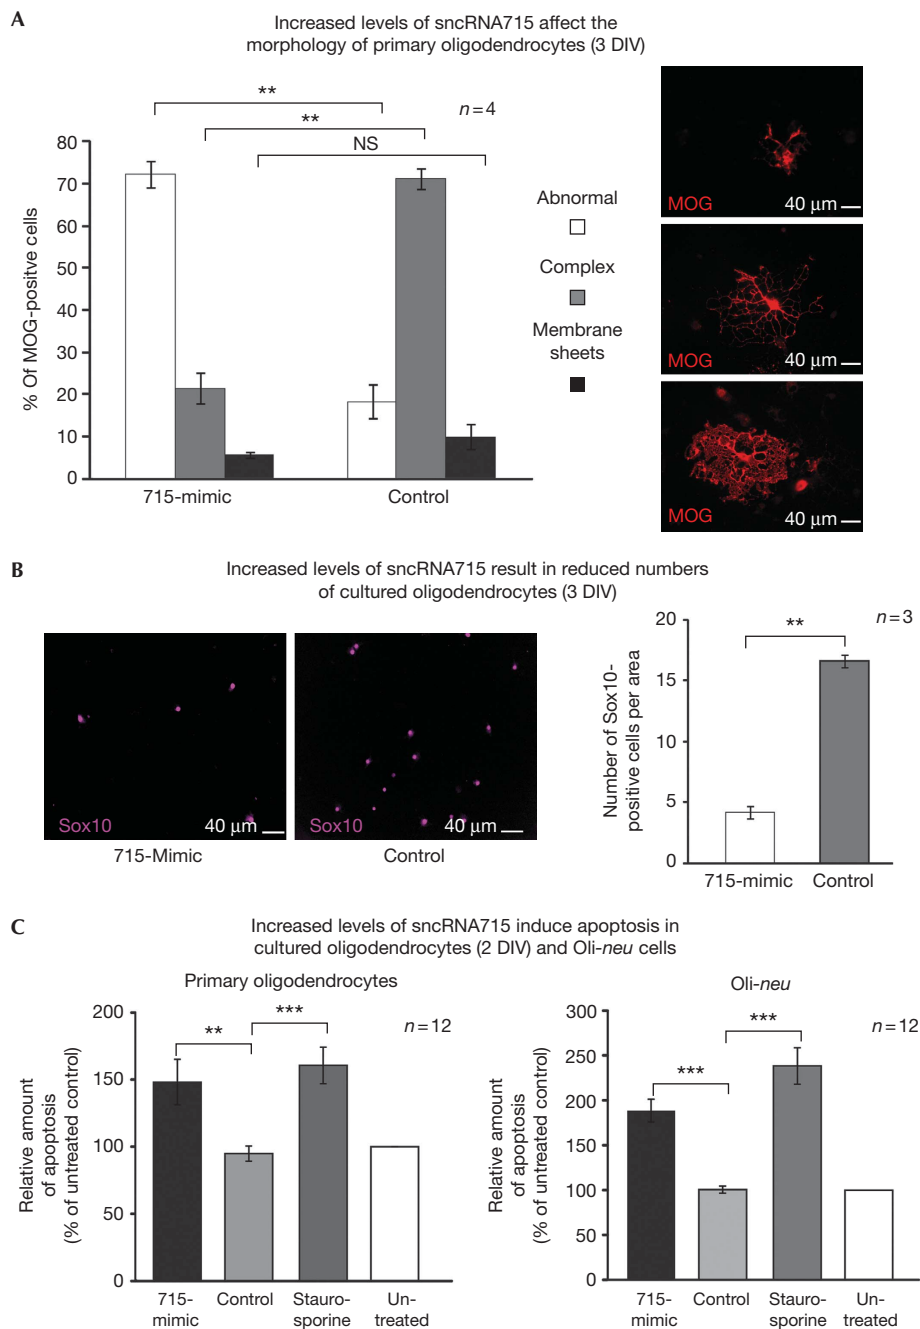 A
Increased levels of sncRNA715 affect the
morphology of primary oligodendrocytes (3 DIV)
**
n=4
**
NS
80
70
60
50
40
30
20
10
0
% Of MOG-positve cells
715-mimic
Control
Abnormal
Complex
Membrane
sheets
MOG
40 µm
MOG
40 µm
MOG
40 µm
B
Increased levels of sncRNA715 result in reduced numbers
of cultured oligodendrocytes (3 DIV)
Sox10
40 µm
715-Mimic
Sox10
40 µm
Control
20
15
10
5
0
Number of Sox10-
positive cells per area
**
n=3
715-mimic
Control
C
Increased levels of sncRNA715 induce apoptosis in
cultured oligodendrocytes (2 DIV) and Oli-neu cells
Primary oligodendrocytes
200
150
100
50
0
Relative amount
of apoptosis
(% of untreated control)
**
***
n=12
715-
mimic
Control
Stauro-
sporine
Un-
treated
Oli-neu
300
250
200
150
100
50
0
Relative amount
of apoptosis
(% of untreated control)
***
***
n=12
715-
mimic
Control
Stauro-
sporine
Un-
treated